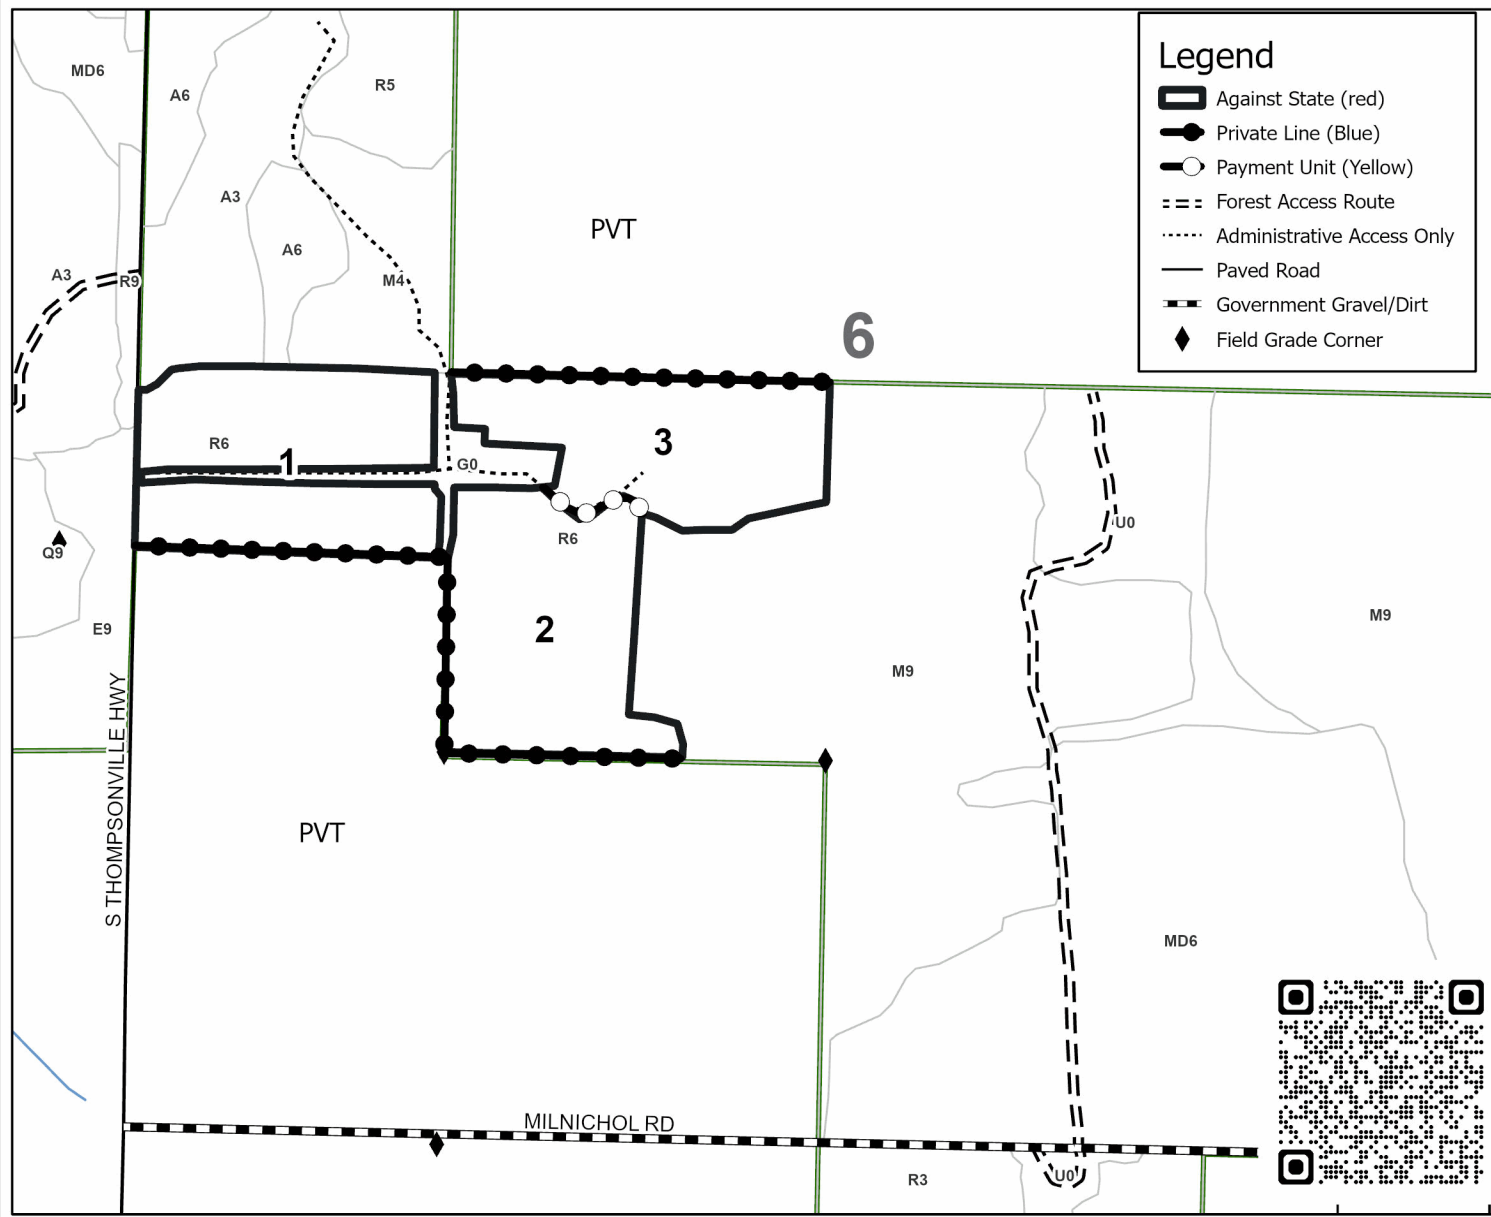 Legend
Against State (red)
Private Line (Blue)
Payment Unit (Yellow)
Forest Access Route
Administrative Access Only
Paved Road
Government Gravel/Dirt
Field Grade Corner
MD6
A6
R5
A3
PVT
A6
A3
R9
M4
6
R6
1
G0
3
U0
Q9
R6
E9
2
M9
M9
S THOMPSONVILLE HWY
PVT
MD6
MILNICHOL RD
R3
U0